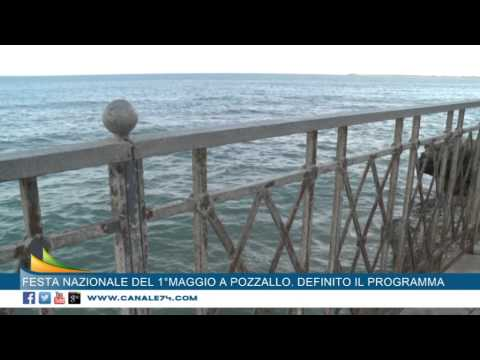 FESTA NAZIONALE DEL 1°MAGGIO A POZZALLO. DEFINITO IL PROGRAMMA
WWW.CANALE74.COM